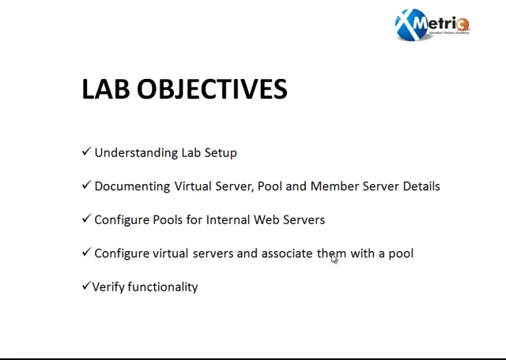 XMetric
LAB OBJECTIVES
✓ Understanding Lab Setup
✓ Documenting Virtual Server, Pool and Member Server Details
✓ Configure Pools for Internal Web Servers
✓ Configure virtual servers and associate them with a pool
✓Verify functionality